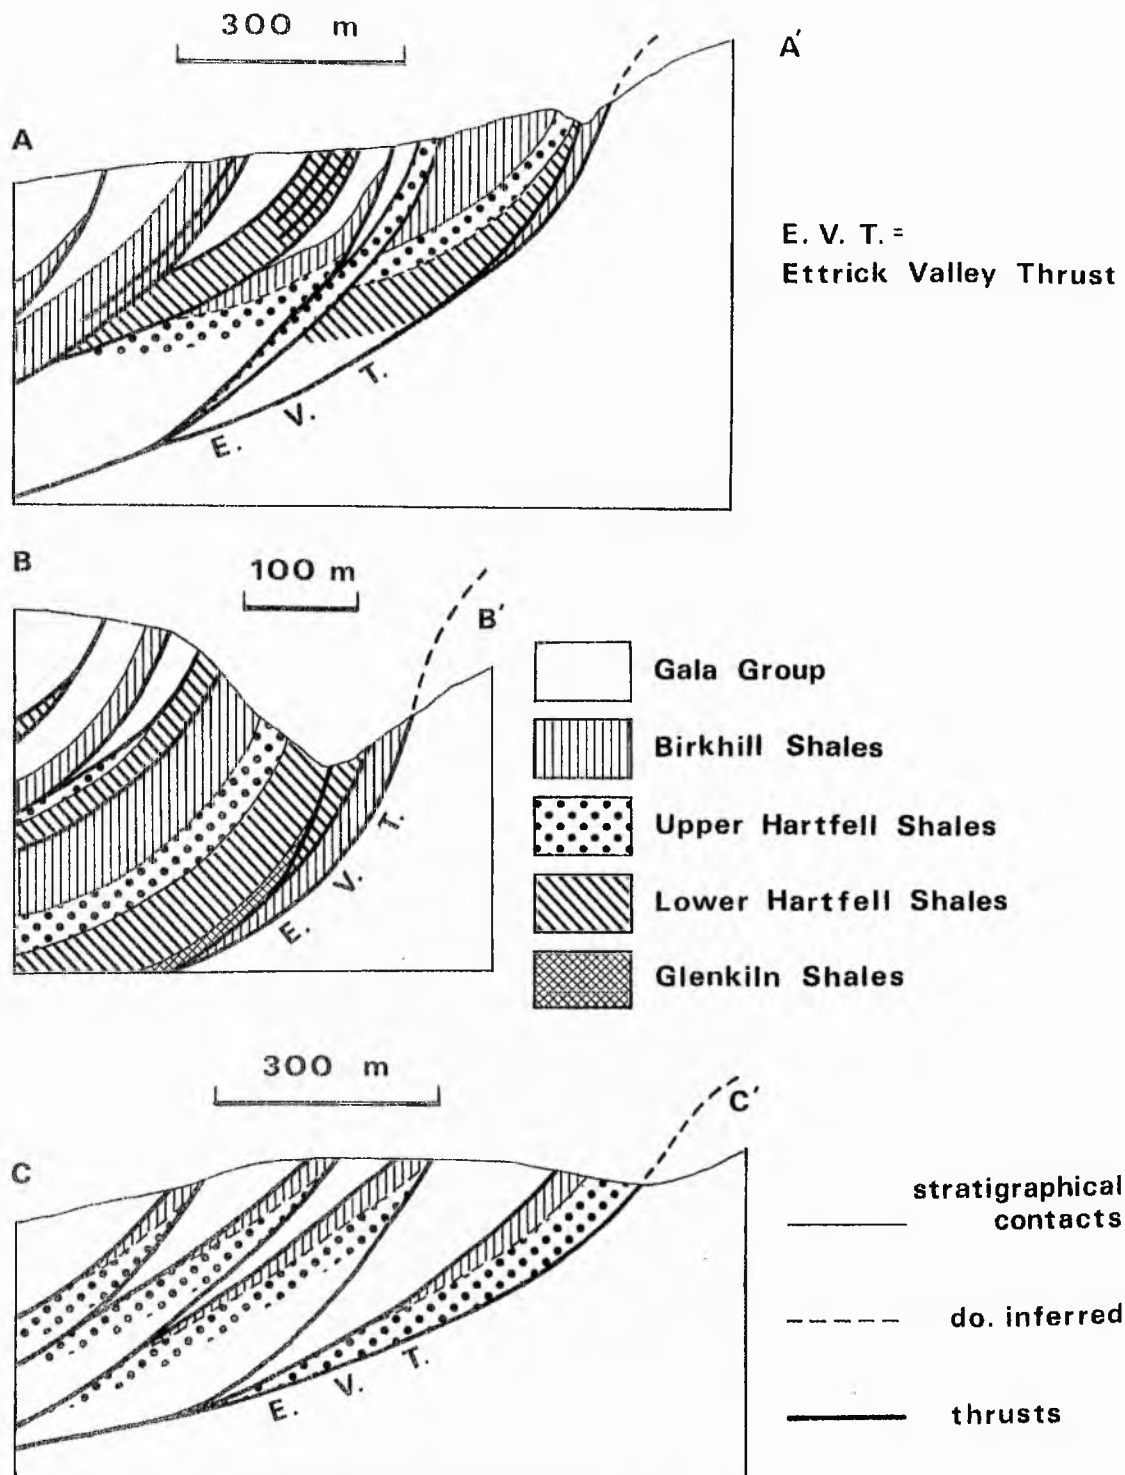 300 m
A
A′
E. V. T. =
Ettrick Valley Thrust
E. V. T.
B
100 m
B′
E. V. T.
Gala Group
Birkhill Shales
Upper Hartfell Shales
Lower Hartfell Shales
Glenkiln Shales
300 m
C
C′
E. V. T.
stratigraphical
contacts
do. inferred
thrusts